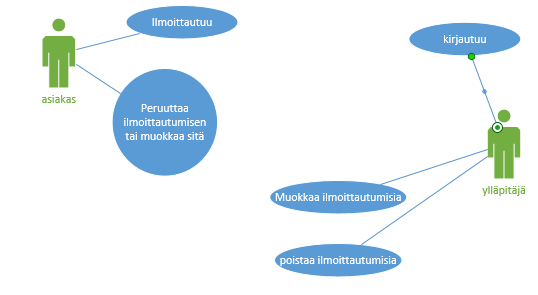 Ilmoittautuu
asiakas
Peruuttaa
ilmoittautumisen
tai muokkaa sitä
kirjautuu
ylläpitäjä
Muokkaa ilmoittautumisia
poistaa ilmoittautumisia